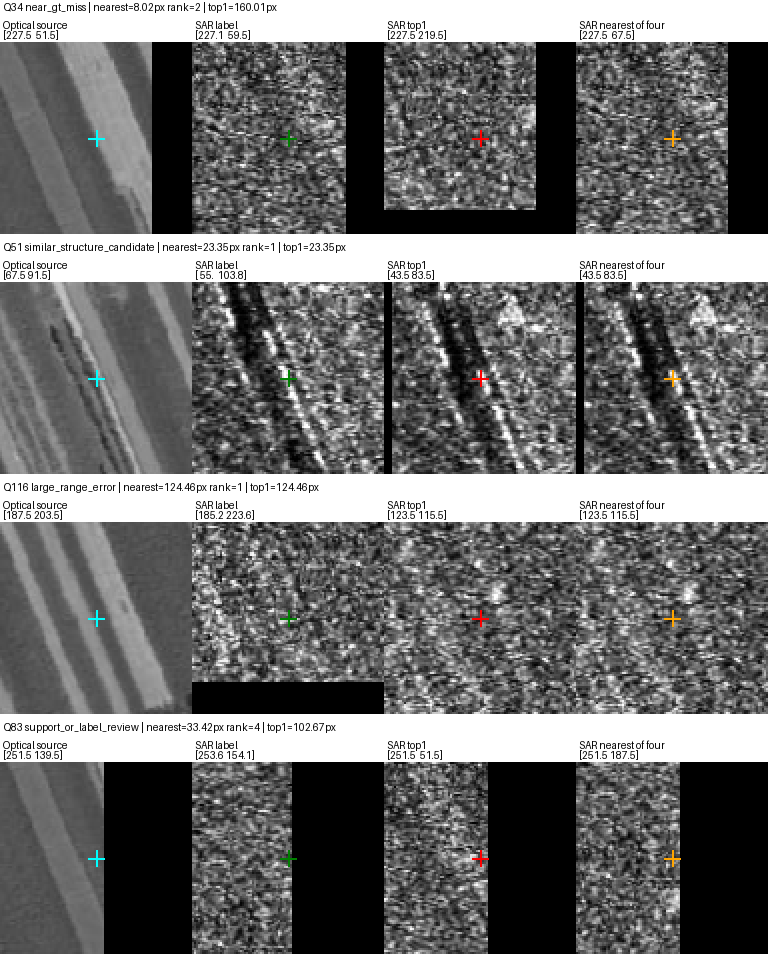 Q34 near_gt_miss | nearest=8.02px rank=2 | top1=160.01px
Optical source
[227.5 51.5]
SAR label
[227.1 59.5]
SAR top1
[227.5 219.5]
SAR nearest of four
[227.5 67.5]
Q51 similar_structure_candidate | nearest=23.35px rank=1 | top1=23.35px
Optical source
[67.5 91.5]
SAR label
[ 55. 103.8]
SAR top1
[43.5 83.5]
SAR nearest of four
[43.5 83.5]
Q116 large_range_error | nearest=124.46px rank=1 | top1=124.46px
Optical source
[187.5 203.5]
SAR label
[185.2 223.6]
SAR top1
[123.5 115.5]
SAR nearest of four
[123.5 115.5]
Q83 support_or_label_review | nearest=33.42px rank=4 | top1=102.67px
Optical source
[251.5 139.5]
SAR label
[253.6 154.1]
SAR top1
[251.5 51.5]
SAR nearest of four
[251.5 187.5]